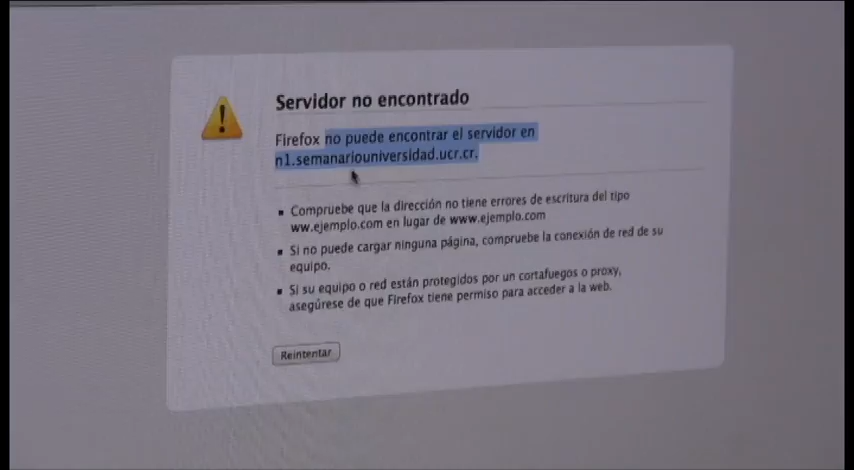 Servidor no encontrado
Firefox no puede encontrar el servidor en
n1.semanariouniversidad.ucr.cr.
Compruebe que la dirección no tiene errores de escritura del tipo
ww.ejemplo.com en lugar de www.ejemplo.com
Si no puede cargar ninguna página, compruebe la conexión de red de su
equipo.
Si su equipo o red están protegidos por un cortafuegos o proxy,
asegúrese de que Firefox tiene permiso para acceder a la web.
Reintentar